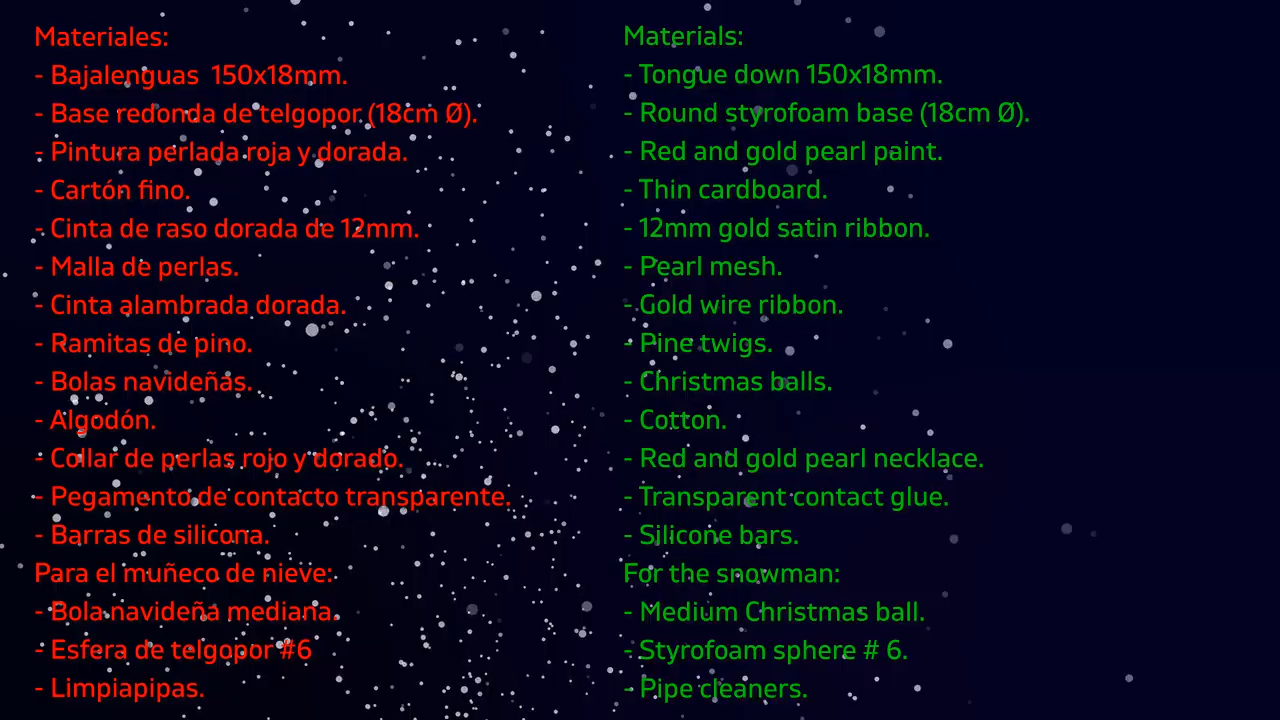 Materiales:
- Bajalenguas  150x18mm.
- Base redonda de telgopor (18cm Ø).
- Pintura perlada roja y dorada.
- Cartón fino.
- Cinta de raso dorada de 12mm.
- Malla de perlas.
- Cinta alambrada dorada.
- Ramitas de pino.
- Bolas navideñas.
- Algodón.
- Collar de perlas rojo y dorado.
- Pegamento de contacto transparente.
- Barras de silicona.
Para el muñeco de nieve:
- Bola navideña mediana.
- Esfera de telgopor #6
- Limpiapipas.
Materials:
- Tongue down 150x18mm.
- Round styrofoam base (18cm Ø).
- Red and gold pearl paint.
- Thin cardboard.
- 12mm gold satin ribbon.
- Pearl mesh.
- Gold wire ribbon.
- Pine twigs.
- Christmas balls.
- Cotton.
- Red and gold pearl necklace.
- Transparent contact glue.
- Silicone bars.
For the snowman:
- Medium Christmas ball.
- Styrofoam sphere # 6.
- Pipe cleaners.